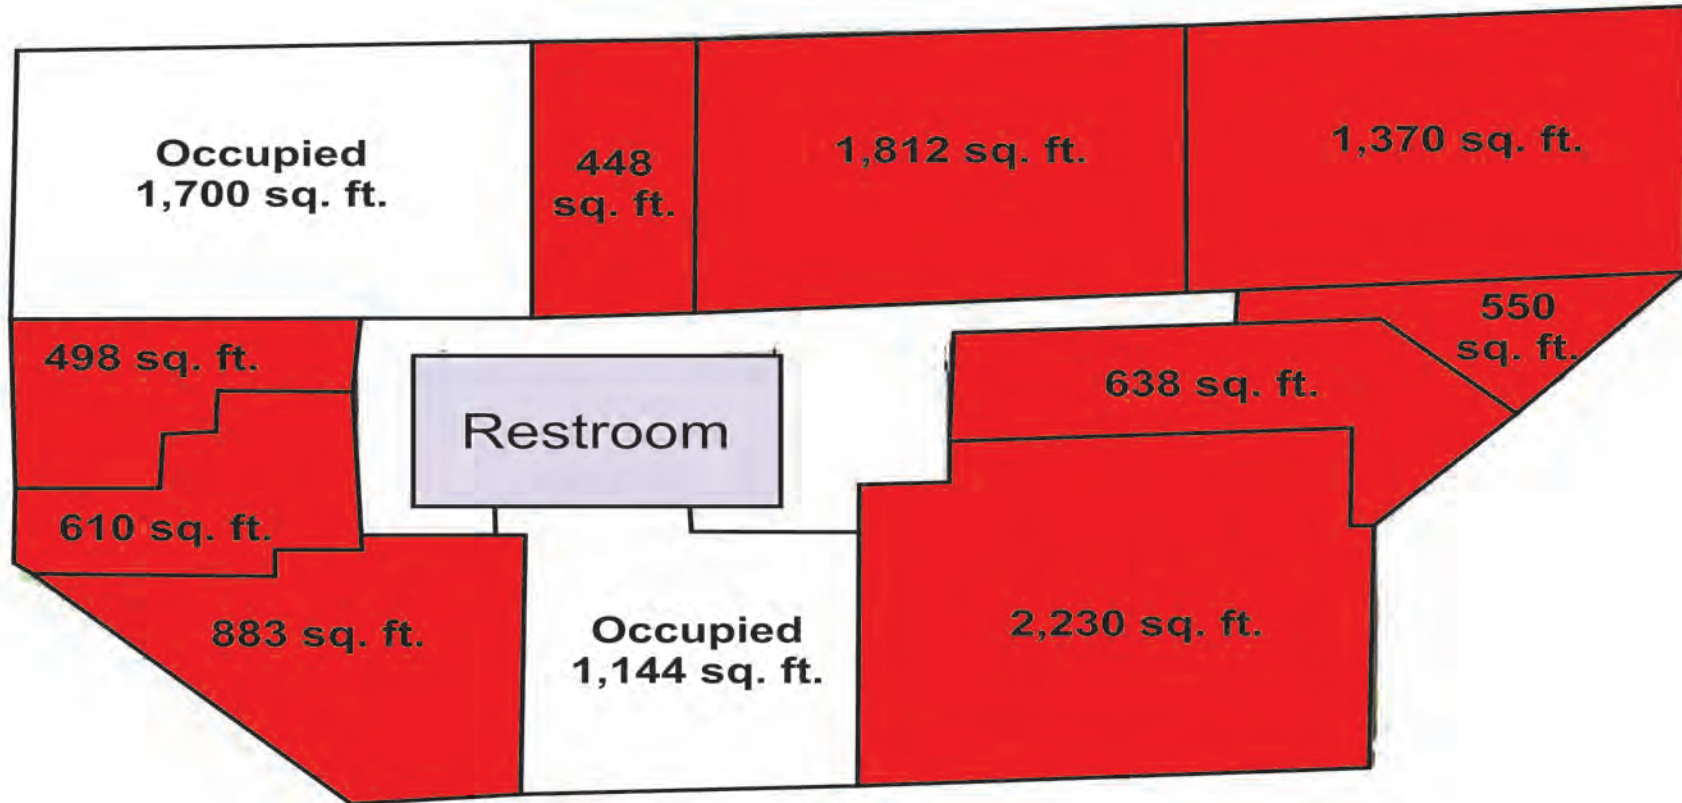 Occupied
1,700 sq. ft.
448
sq. ft.
1,812 sq. ft.
1,370 sq. ft.
498 sq. ft.
550
sq. ft.
638 sq. ft.
Restroom
610 sq. ft.
883 sq. ft.
Occupied
1,144 sq. ft.
2,230 sq. ft.